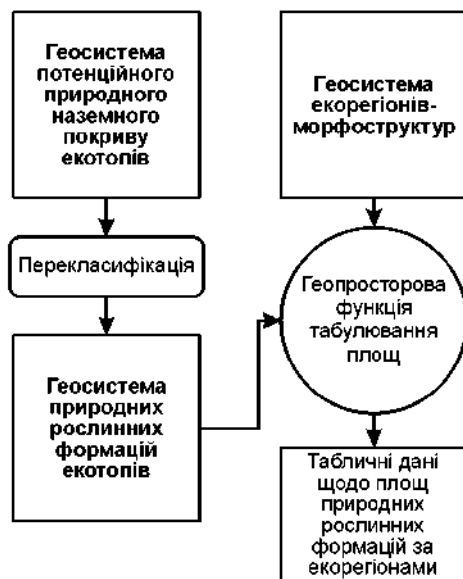 Геосистема
потенційного
природного
наземного
покриву
екотопів
Перекласифікація
Геосистема
природних
рослинних
формацій
екотопів
Геосистема
екорегіонів-
морфоструктур
Геопросторова
функція
табулювання
площ
Табличні дані
щодо площ
природних
рослинних
формацій за
екорегіонами